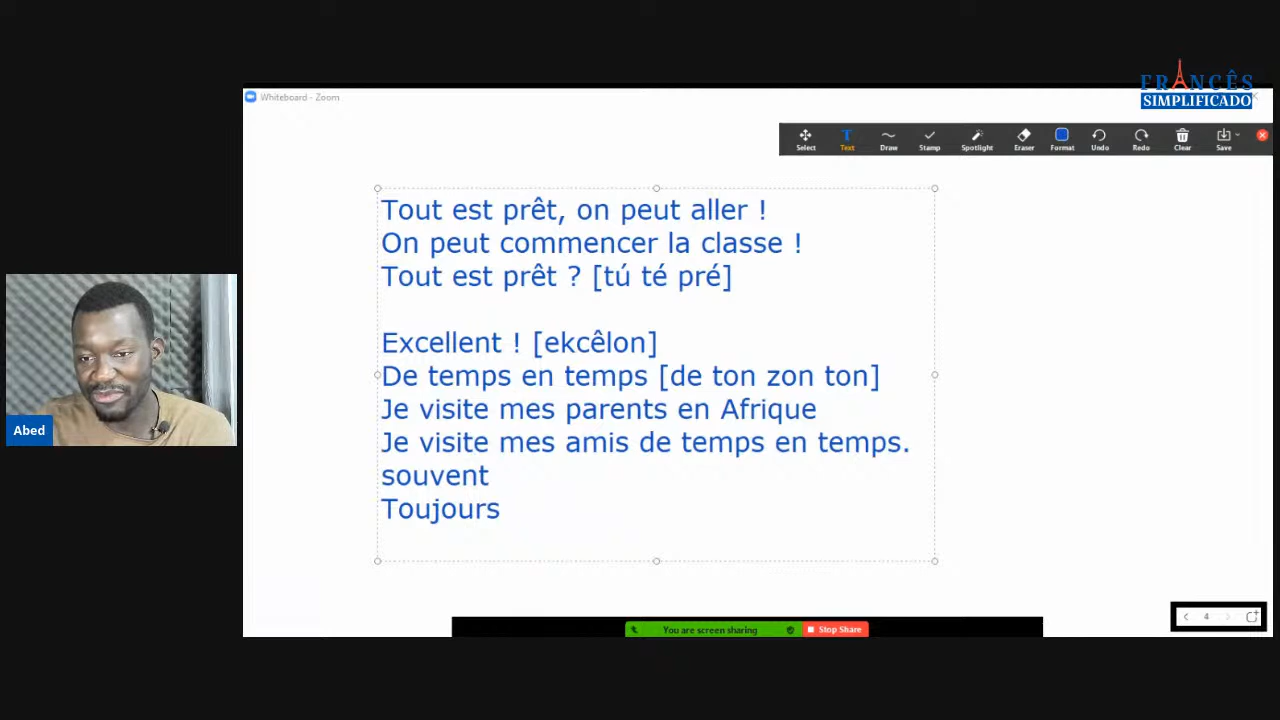 FRANCÊS
SIMPLIFICADO
Whiteboard - Zoom
Select Text Draw Stamp Spotlight Eraser Format Undo Redo Clear Save
Tout est prêt, on peut aller !
On peut commencer la classe !
Tout est prêt ? [tú té pré]
Excellent ! [ekcêlon]
De temps en temps [de ton zon ton]
Je visite mes parents en Afrique
Je visite mes amis de temps en temps.
souvent
Toujours
Abed
4
You are screen sharing Stop Share